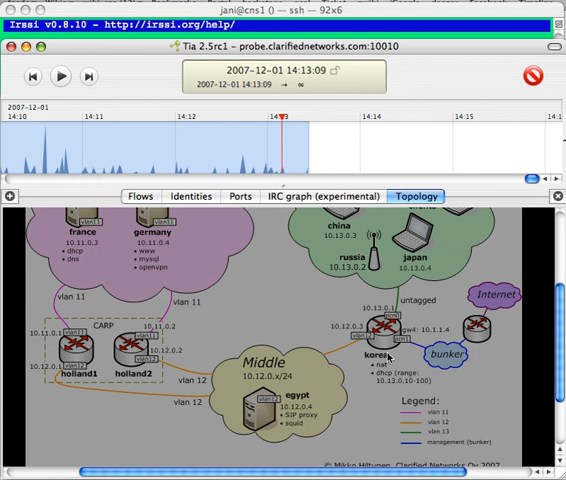 jani@cns1 () — ssh — 92x6
Irssi v0.8.10 - http://irssi.org/help/
Tia 2.5rc1 - probe.clarifiednetworks.com:10010
2007-12-01 14:13:09
2007-12-01 14:13:09 → ∞
2007-12-01
14:10 14:11 14:12 14:13 14:14 14:15
Flows Identities Ports IRC graph (experimental) Topology
france
10.11.0.3
• dhcp
• dns
vlan11
germany
10.11.0.4
• www
• mysql
• openvpn
vlan11
china
10.13.0.3
russia
10.13.0.2
japan
10.13.0.4
vlan 11
vlan 11
untagged
Internet
CARP
10.11.0.1
vlan11
10.11.0.2
vlan11
10.12.0.1
vlan12
10.12.0.2
vlan12
holland1
holland2
10.13.0.1
10.12.0.3
vlan12
gw4: 10.1.1.4
korea
• nat
• dhcp (range:
10.13.0.10-100)
bunker
Middle
10.12.0.x/24
vlan 12
vlan 12
vlan12
egypt
10.12.0.4
• SIP proxy
• squid
Legend:
vlan 11
vlan 12
vlan 13
management (bunker)
© Mikko Hiltunen, Clarified Networks Oy 2007